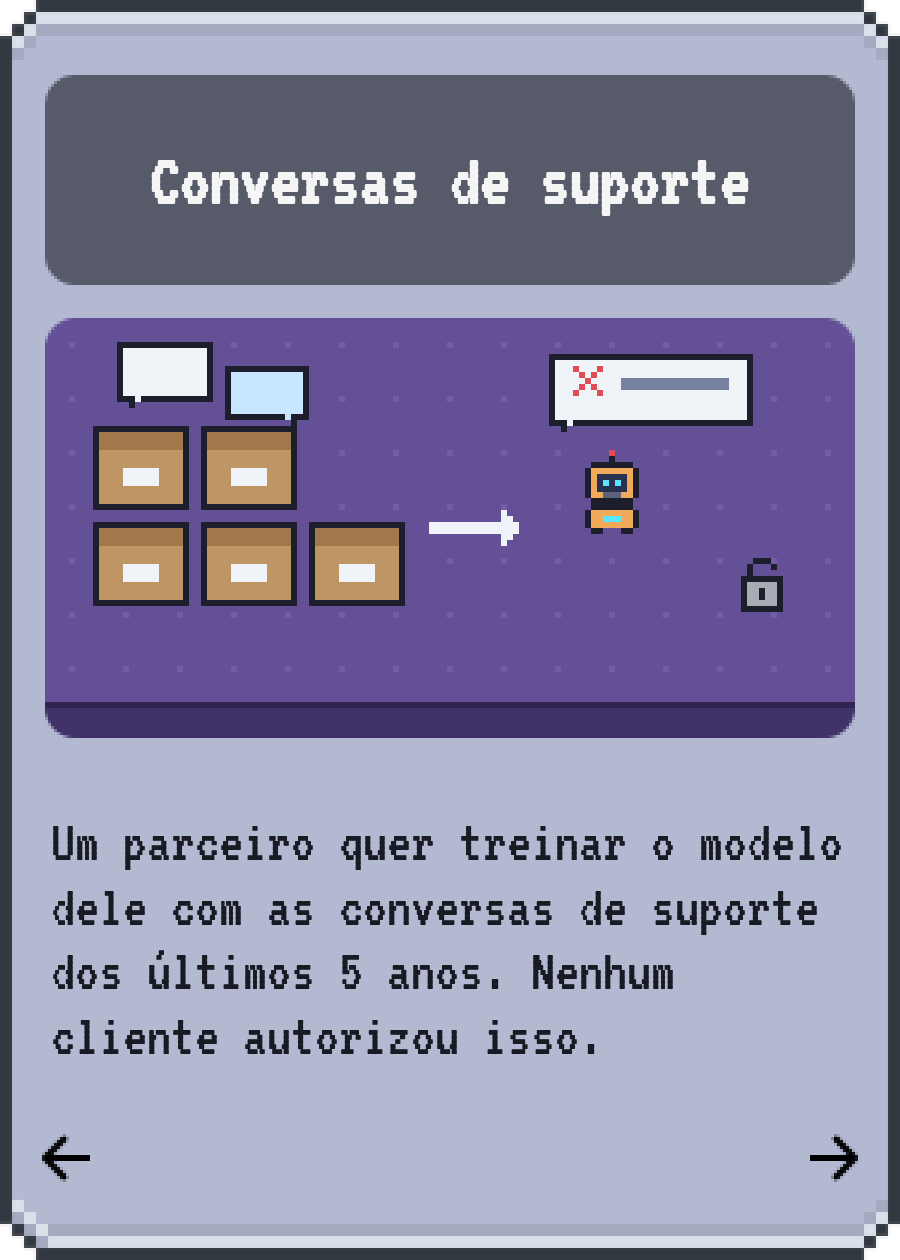 Conversas de suporte
Um parceiro quer treinar o modelo
dele com as conversas de suporte
dos últimos 5 anos. Nenhum
cliente autorizou isso.